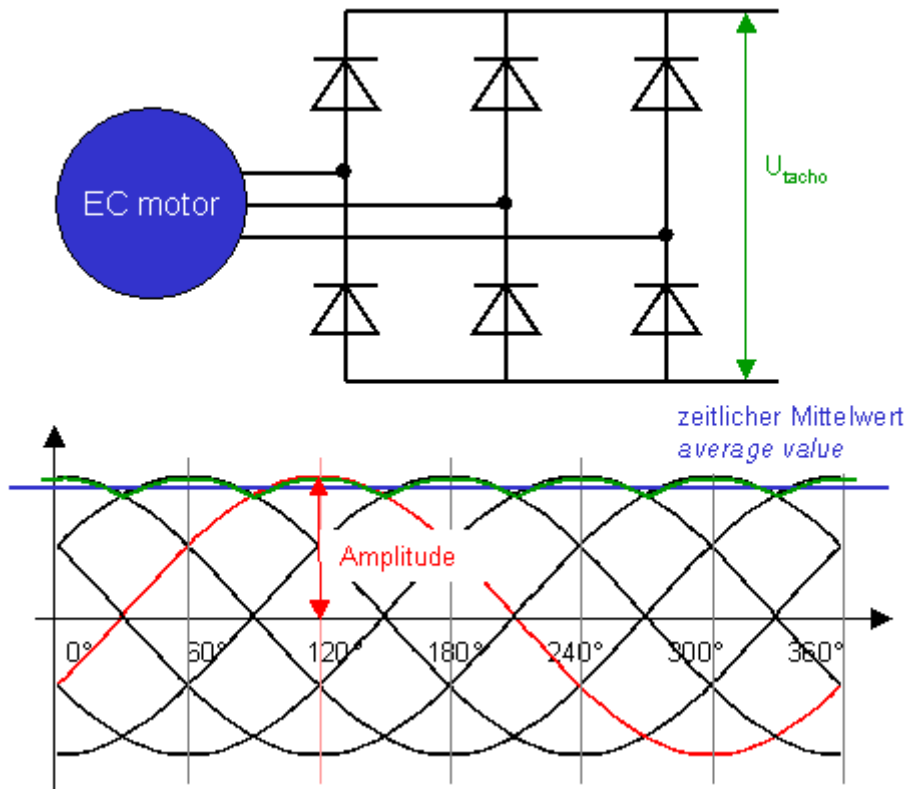 EC motor
U_tacho
zeitlicher Mittelwert
average value
Amplitude
0° 60° 120° 180° 240° 300° 360°